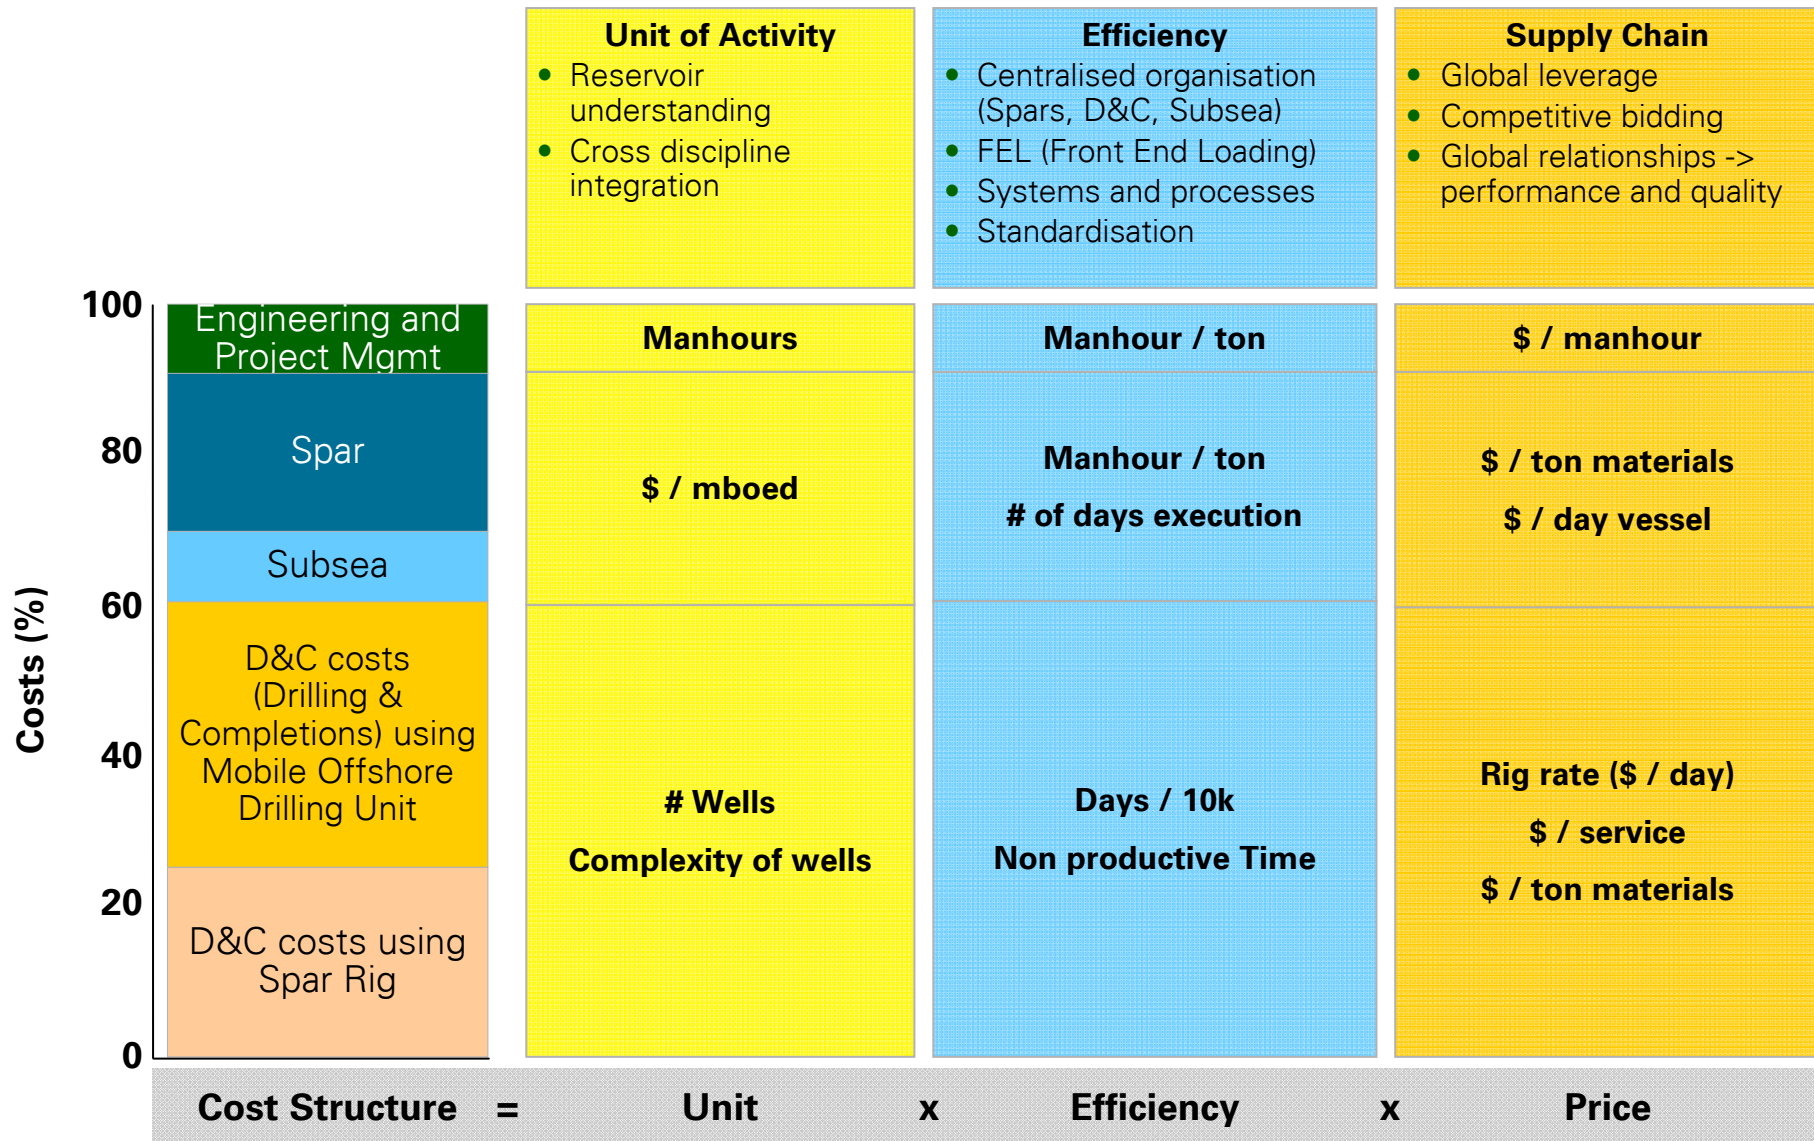 Unit of Activity
• Reservoir
understanding
• Cross discipline
integration
Efficiency
• Centralised organisation
(Spars, D&C, Subsea)
• FEL (Front End Loading)
• Systems and processes
• Standardisation
Supply Chain
• Global leverage
• Competitive bidding
• Global relationships ->
performance and quality
Costs (%)
100
80
60
40
20
0
Engineering and
Project Mgmt
Spar
Subsea
D&C costs
(Drilling &
Completions) using
Mobile Offshore
Drilling Unit
D&C costs using
Spar Rig
Manhours
$ / mboed
# Wells
Complexity of wells
Manhour / ton
Manhour / ton
# of days execution
Days / 10k
Non productive Time
$ / manhour
$ / ton materials
$ / day vessel
Rig rate ($ / day)
$ / service
$ / ton materials
Cost Structure = Unit x Efficiency x Price